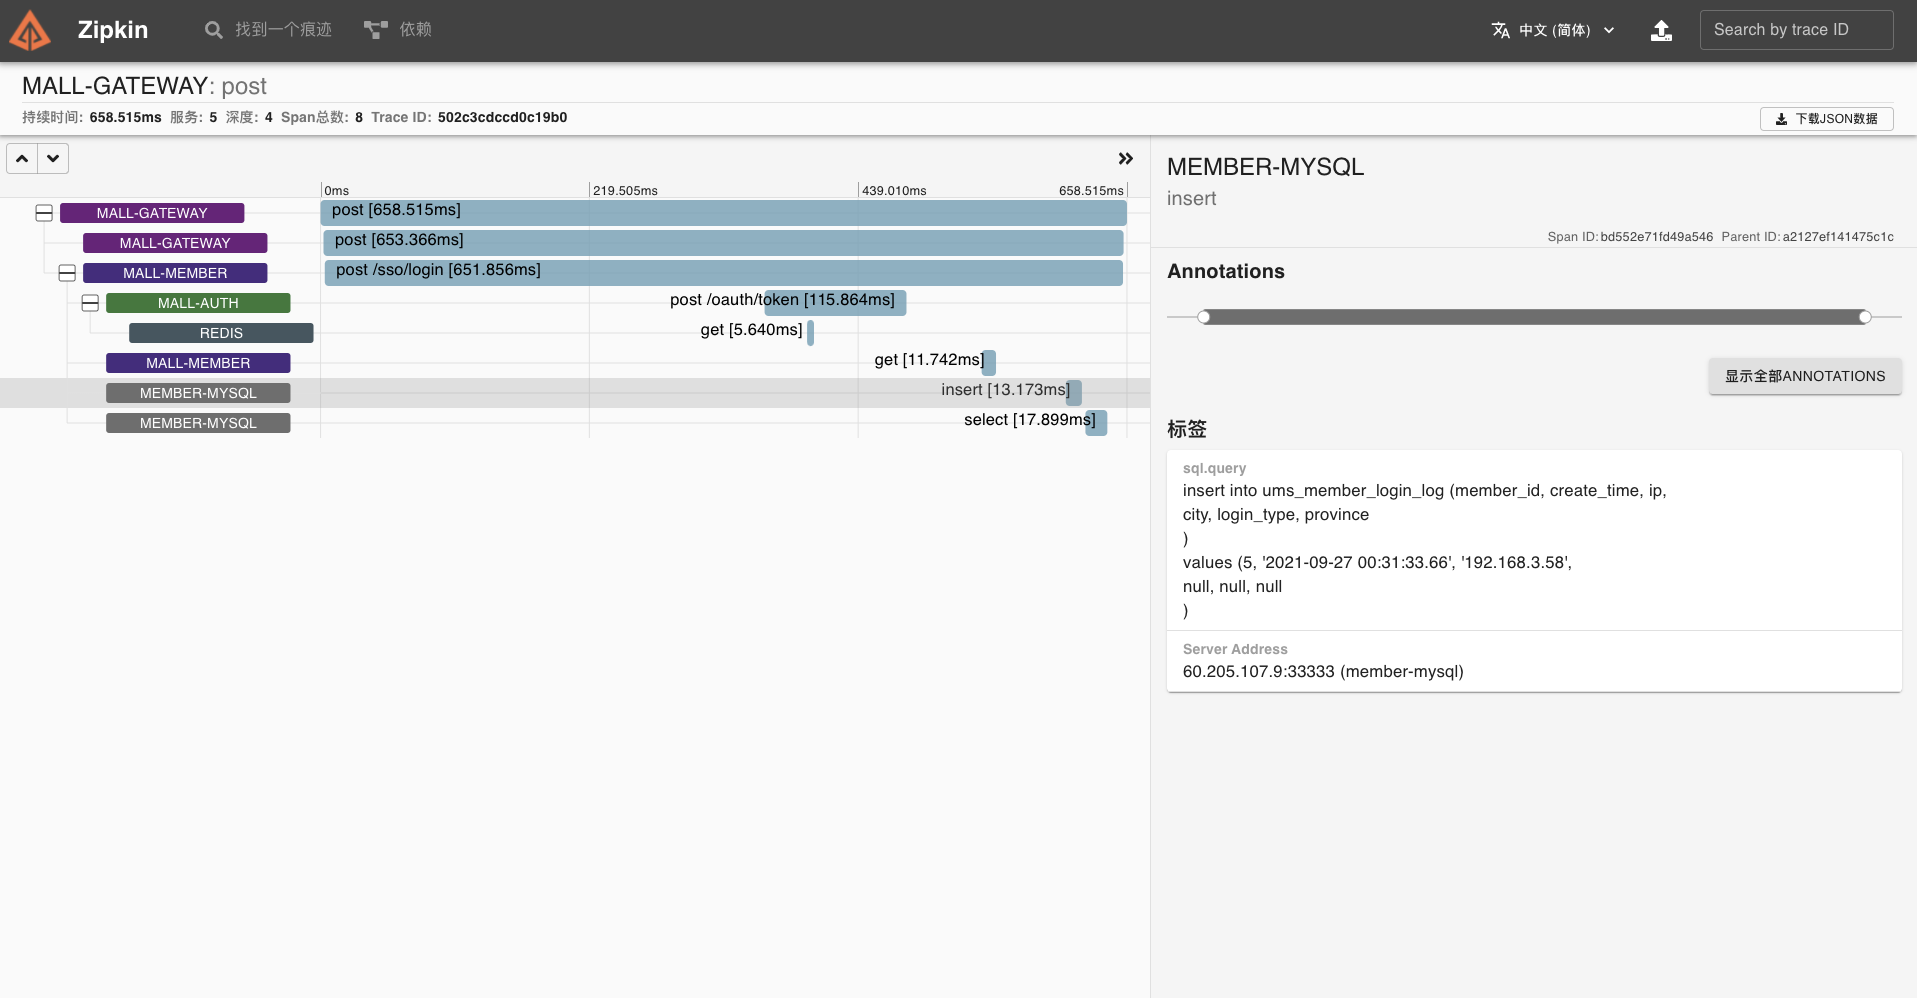 Zipkin
找到一个痕迹
依赖
中文 (简体)
Search by trace ID
MALL-GATEWAY: post
持续时间: 658.515ms 服务: 5 深度: 4 Span总数: 8 Trace ID: 502c3cdccd0c19b0
下载JSON数据
0ms 219.505ms 439.010ms 658.515ms
MALL-GATEWAY post [658.515ms]
MALL-GATEWAY post [653.366ms]
MALL-MEMBER post /sso/login [651.856ms]
MALL-AUTH post /oauth/token [115.864ms]
REDIS get [5.640ms]
MALL-MEMBER get [11.742ms]
MEMBER-MYSQL insert [13.173ms]
MEMBER-MYSQL select [17.899ms]
MEMBER-MYSQL
insert
Span ID: bd552e71fd49a546 Parent ID: a2127ef141475c1c
Annotations
显示全部ANNOTATIONS
标签
sql.query
insert into ums_member_login_log (member_id, create_time, ip,
city, login_type, province
)
values (5, '2021-09-27 00:31:33.66', '192.168.3.58',
null, null, null
)
Server Address
60.205.107.9:33333 (member-mysql)